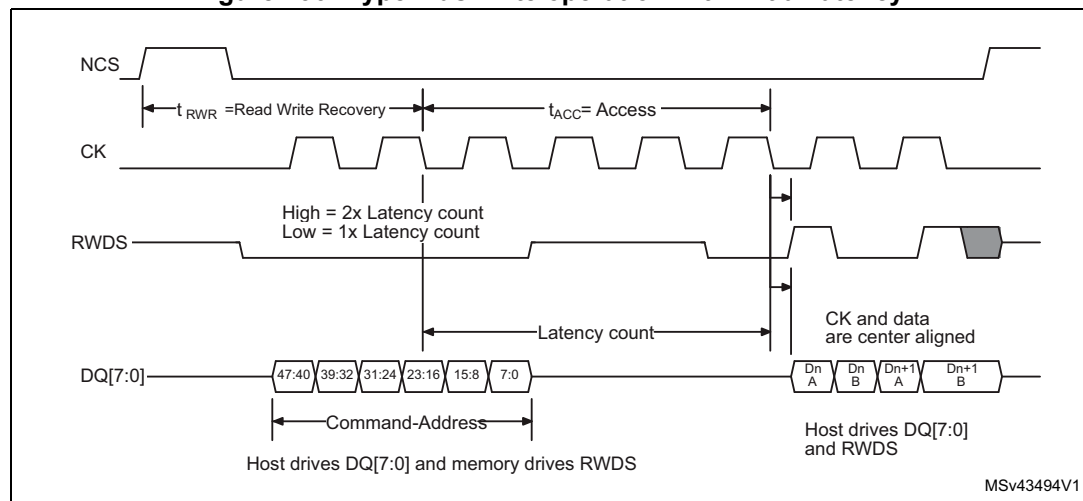 NCS
t RWR =Read Write Recovery
tACC= Access
CK
High = 2x Latency count
Low = 1x Latency count
RWDS
Latency count
CK and data
are center aligned
DQ[7:0]
47:40 39:32 31:24 23:16 15:8 7:0
Dn A Dn B Dn+1 A Dn+1 B
Command-Address
Host drives DQ[7:0]
and RWDS
Host drives DQ[7:0] and memory drives RWDS
MSv43494V1